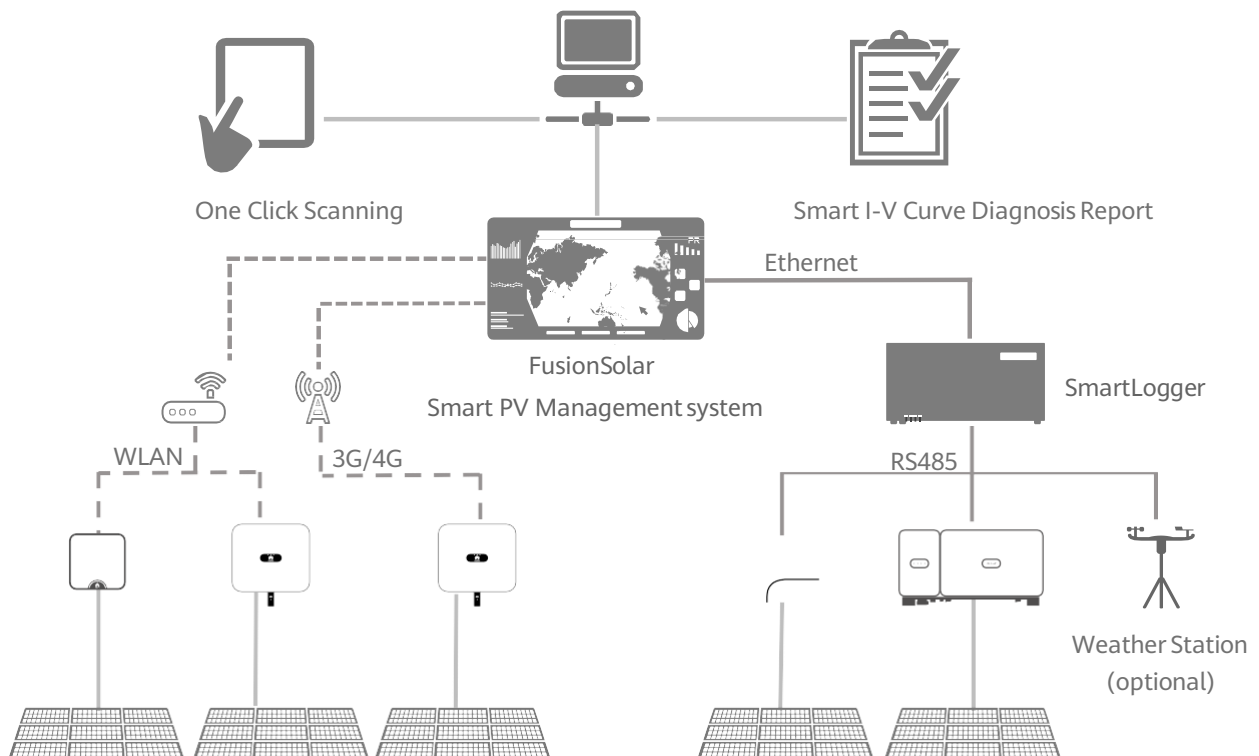 One Click Scanning
Smart I-V Curve Diagnosis Report
Ethernet
FusionSolar
Smart PV Management system
SmartLogger
WLAN
3G/4G
RS485
Weather Station
(optional)